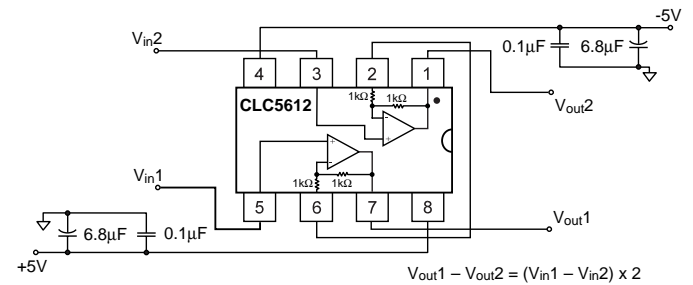 -5V
Vin2
0.1μF
6.8μF
4
3
2
1
1kΩ
1kΩ
CLC5612
Vout2
-
+
+
-
Vin1
1kΩ
1kΩ
5
6
7
8
Vout1
6.8μF
0.1μF
+5V
Vout1 – Vout2 = (Vin1 – Vin2) x 2